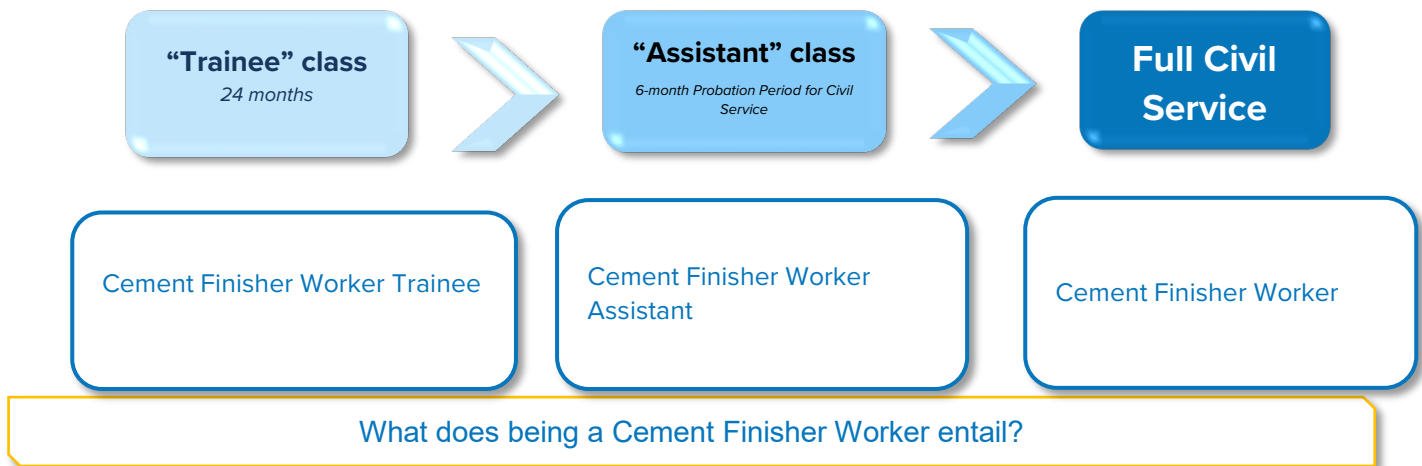 “Trainee” class
24 months
“Assistant” class
6-month Probation Period for Civil
Service
Full Civil
Service
Cement Finisher Worker Trainee
Cement Finisher Worker
Assistant
Cement Finisher Worker
What does being a Cement Finisher Worker entail?